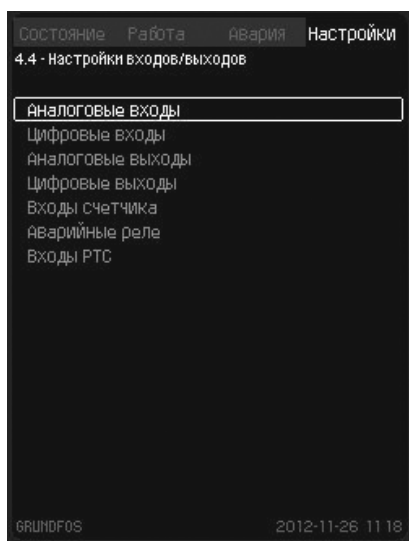 Состояние Работа Авария Настройки
4.4 - Настройки входов/выходов
Аналоговые входы
Цифровые входы
Аналоговые выходы
Цифровые выходы
Входы счетчика
Аварийные реле
Входы РТС
GRUNDFOS 2012-11-26 11:18